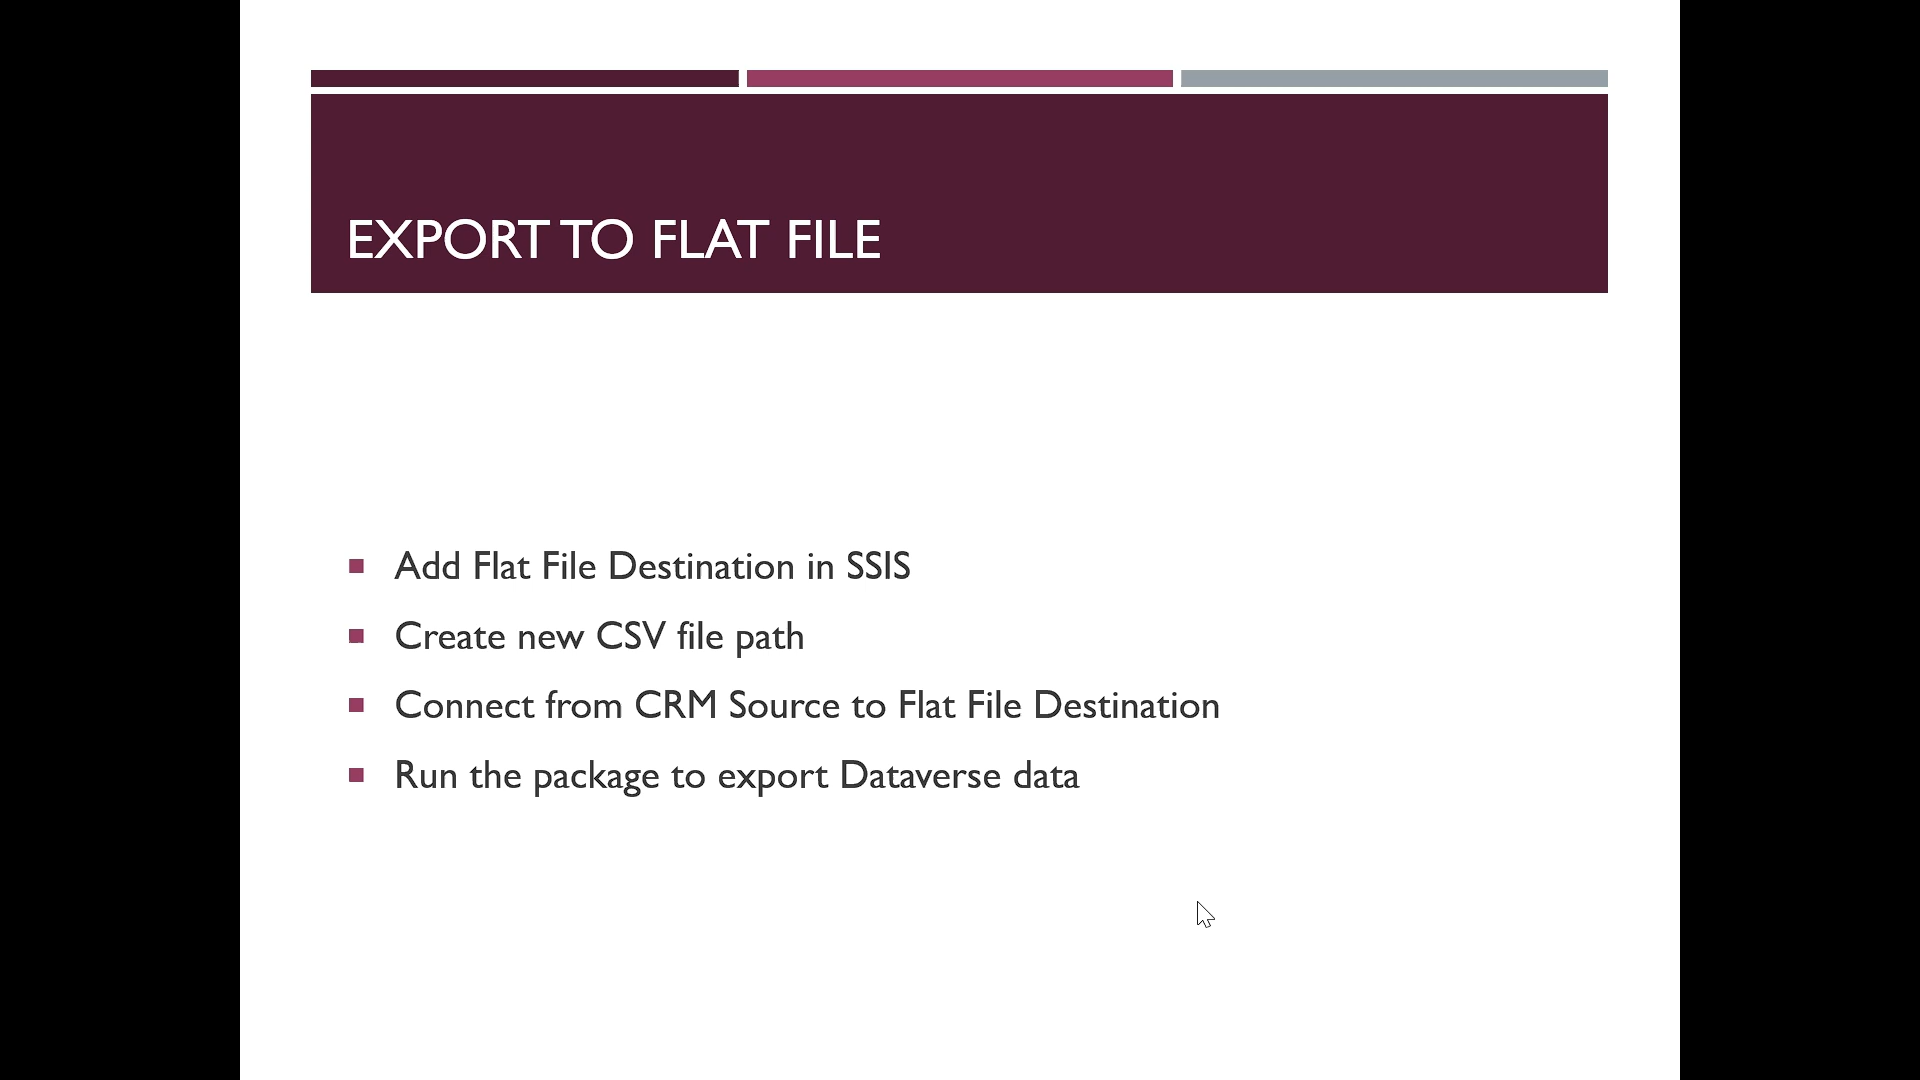 EXPORT TO FLAT FILE
Add Flat File Destination in SSIS
Create new CSV file path
Connect from CRM Source to Flat File Destination
Run the package to export Dataverse data